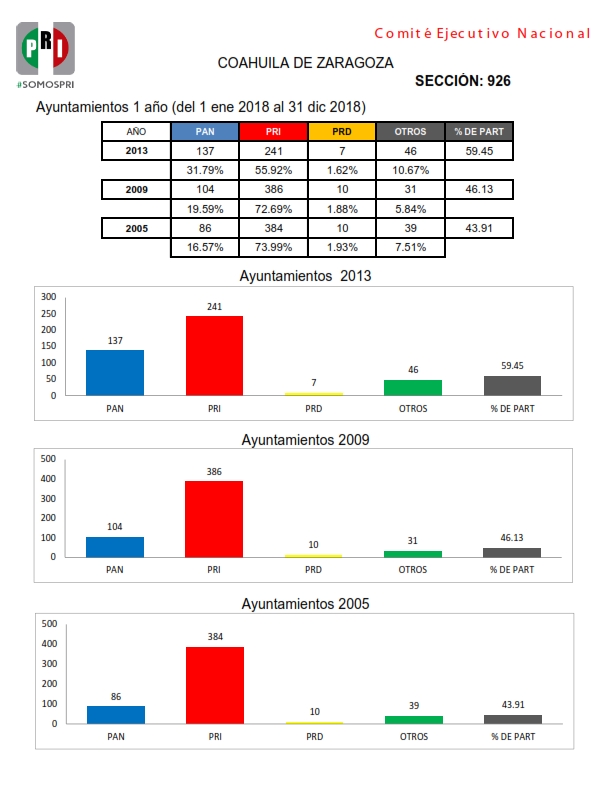 Comité Ejecutivo Nacional
PRI
#SOMOSPRI
COAHUILA DE ZARAGOZA
SECCIÓN: 926
Ayuntamientos 1 año (del 1 ene 2018 al 31 dic 2018)
AÑO PAN PRI PRD OTROS % DE PART
2013 137 241 7 46 59.45
31.79% 55.92% 1.62% 10.67%
2009 104 386 10 31 46.13
19.59% 72.69% 1.88% 5.84%
2005 86 384 10 39 43.91
16.57% 73.99% 1.93% 7.51%
Ayuntamientos 2013
300
250
200
150
100
50
0
137 241 7 46 59.45
PAN PRI PRD OTROS % DE PART
Ayuntamientos 2009
500
400
300
200
100
0
104 386 10 31 46.13
PAN PRI PRD OTROS % DE PART
Ayuntamientos 2005
500
400
300
200
100
0
86 384 10 39 43.91
PAN PRI PRD OTROS % DE PART